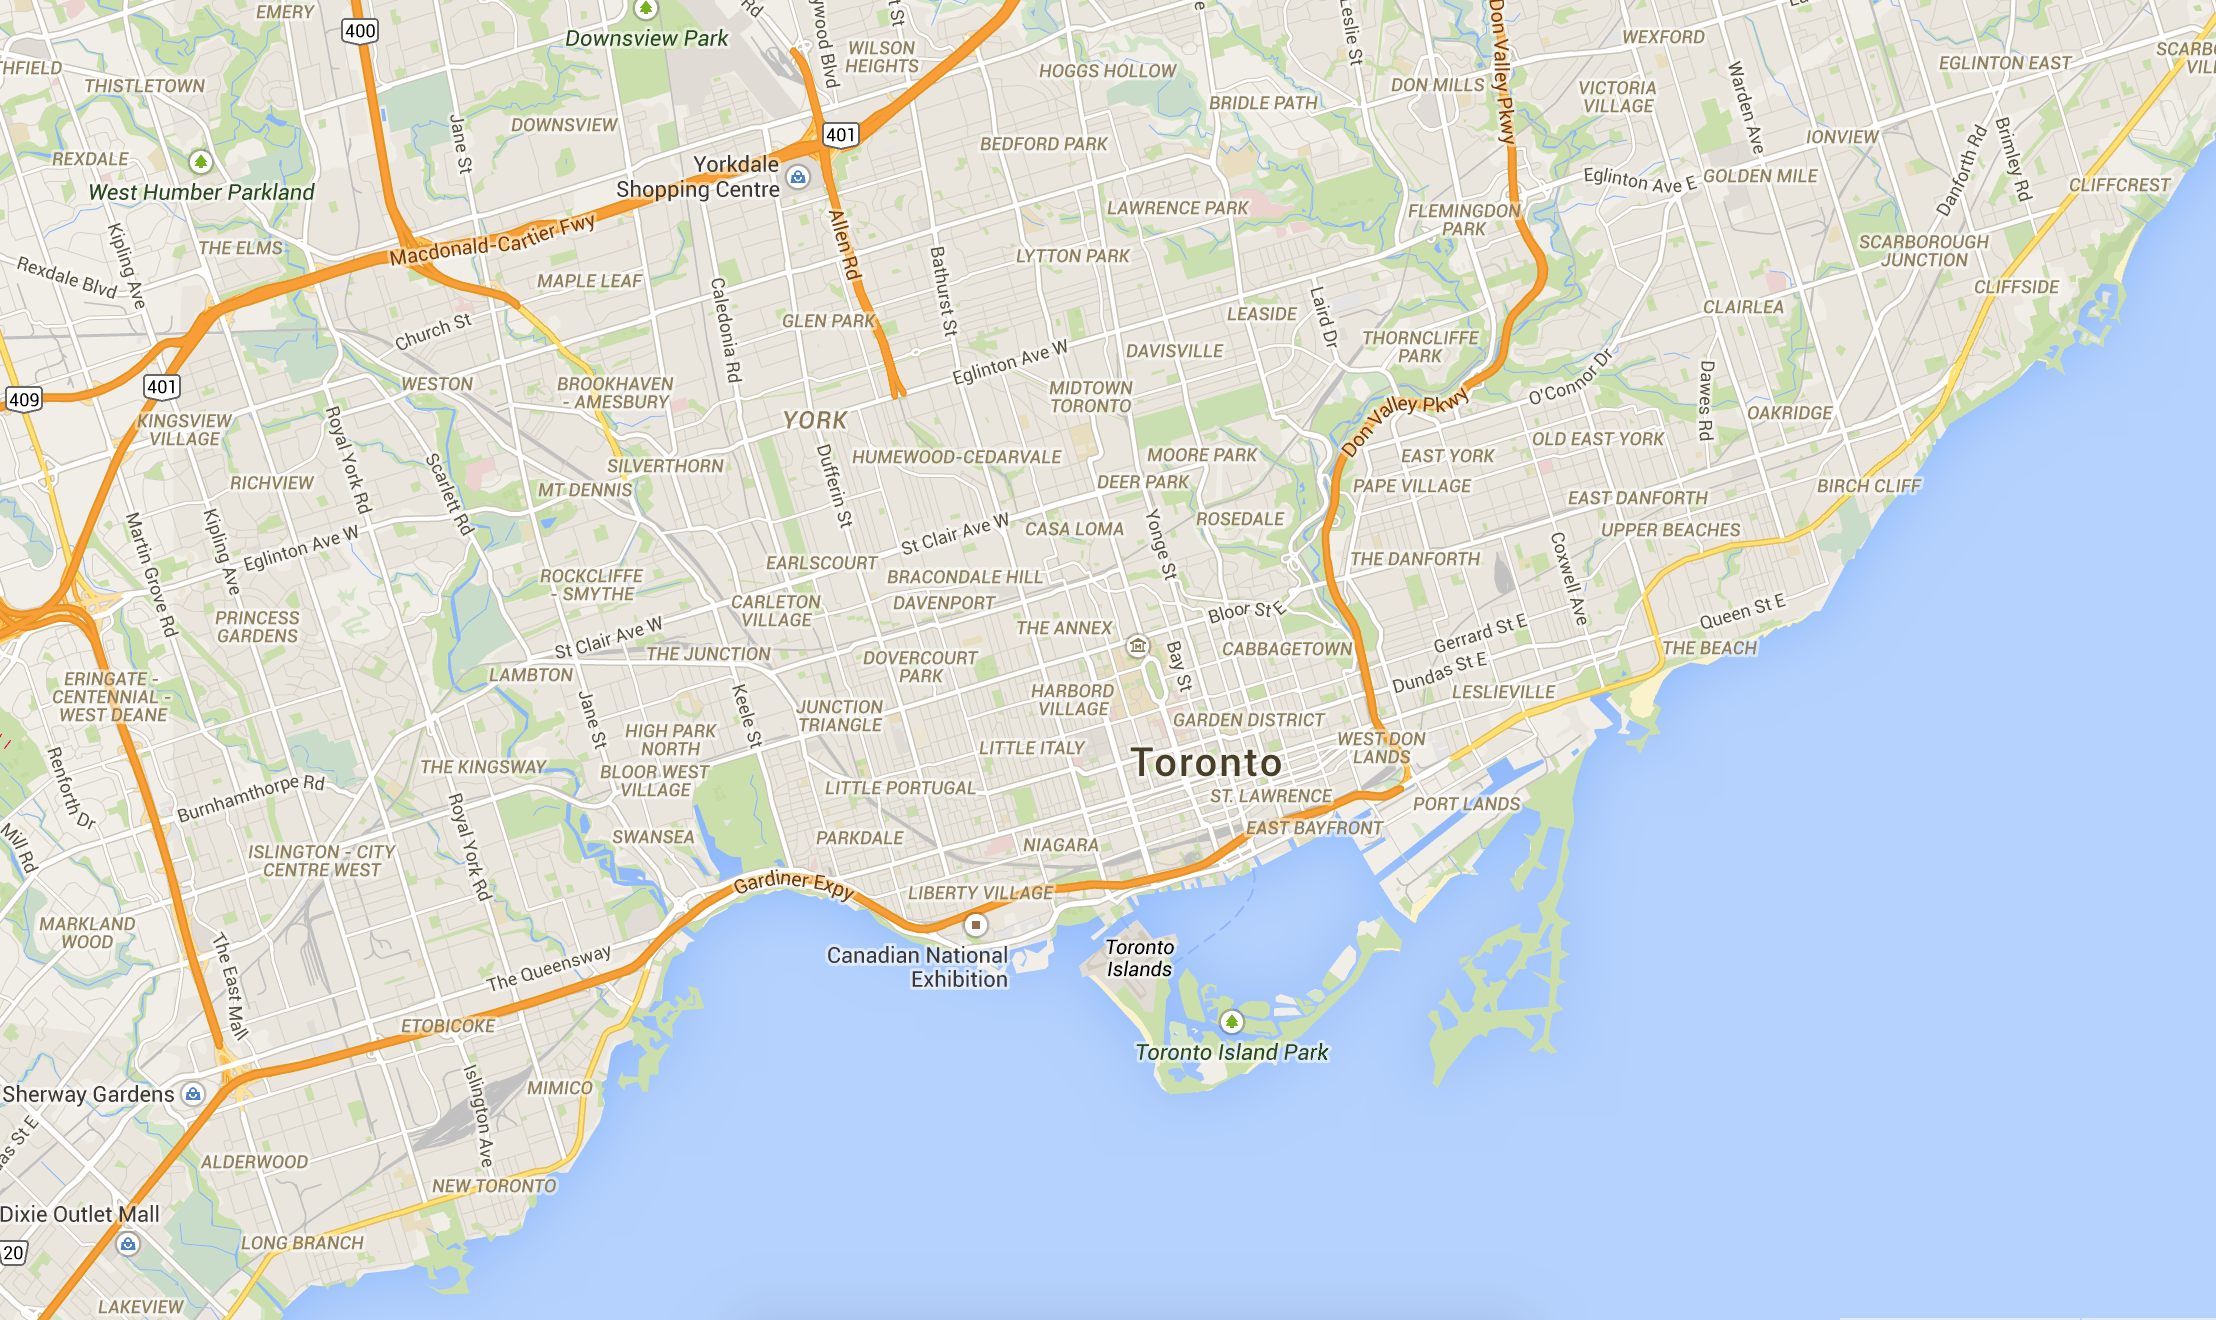 EMERY
400
Downsview Park
WILSON
HEIGHTS
Leslie St
Don Valley Pkwy
WEXFORD
EGLINTON EAST
THISTLETOWN
HOGGS HOLLOW
BRIDLE PATH
DON MILLS
VICTORIA
VILLAGE
Warden Ave
Jane St
DOWNSVIEW
401
BEDFORD PARK
IONVIEW
Danforth Rd
Brimley Rd
REXDALE
West Humber Parkland
Yorkdale
Shopping Centre
Eglinton Ave E
GOLDEN MILE
CLIFFCREST
LAWRENCE PARK
FLEMINGDON
PARK
Kipling Ave
THE ELMS
Macdonald-Cartier Fwy
Allen Rd
Bathurst St
LYTTON PARK
SCARBOROUGH
JUNCTION
Rexdale Blvd
MAPLE LEAF
Caledonia Rd
CLIFFSIDE
Church St
GLEN PARK
LEASIDE
Laird Dr
CLAIRLEA
THORNCLIFFE
PARK
DAVISVILLE
Eglinton Ave W
O'Connor Dr
Dawes Rd
409
401
WESTON
BROOKHAVEN
- AMESBURY
MIDTOWN
TORONTO
Don Valley Pkwy
OAKRIDGE
KINGSVIEW
VILLAGE
Royal York Rd
YORK
OLD EAST YORK
Scarlett Rd
SILVERTHORN
Dufferin St
HUMEWOOD-CEDARVALE
MOORE PARK
EAST YORK
RICHVIEW
MT DENNIS
DEER PARK
PAPE VILLAGE
EAST DANFORTH
BIRCH CLIFF
Martin Grove Rd
Kipling Ave
Eglinton Ave W
St Clair Ave W
CASA LOMA
Yonge St
ROSEDALE
UPPER BEACHES
EARLSCOURT
THE DANFORTH
Coxwell Ave
ROCKCLIFFE
- SMYTHE
BRACONDALE HILL
DAVENPORT
CARLETON
VILLAGE
Bloor St E
Queen St E
PRINCESS
GARDENS
St Clair Ave W
THE ANNEX
Gerrard St E
THE JUNCTION
Bay St
CABBAGETOWN
THE BEACH
LAMBTON
DOVERCOURT
PARK
Dundas St E
LESLIEVILLE
ERINGATE -
CENTENNIAL -
WEST DEANE
Jane St
Keele St
JUNCTION
TRIANGLE
HARBORD
VILLAGE
GARDEN DISTRICT
HIGH PARK
NORTH
LITTLE ITALY
WEST DON
LANDS
Toronto
Renforth Dr
THE KINGSWAY
BLOOR WEST
VILLAGE
Burnhamthorpe Rd
Royal York Rd
LITTLE PORTUGAL
ST. LAWRENCE
PORT LANDS
Mill Rd
SWANSEA
PARKDALE
NIAGARA
EAST BAYFRONT
ISLINGTON - CITY
CENTRE WEST
Gardiner Expy
LIBERTY VILLAGE
MARKLAND
WOOD
The East Mall
The Queensway
Canadian National
Exhibition
Toronto
Islands
ETOBICOKE
Toronto Island Park
Sherway Gardens
Islington Ave
MIMICO
ALDERWOOD
NEW TORONTO
Dixie Outlet Mall
20
LONG BRANCH
LAKEVIEW